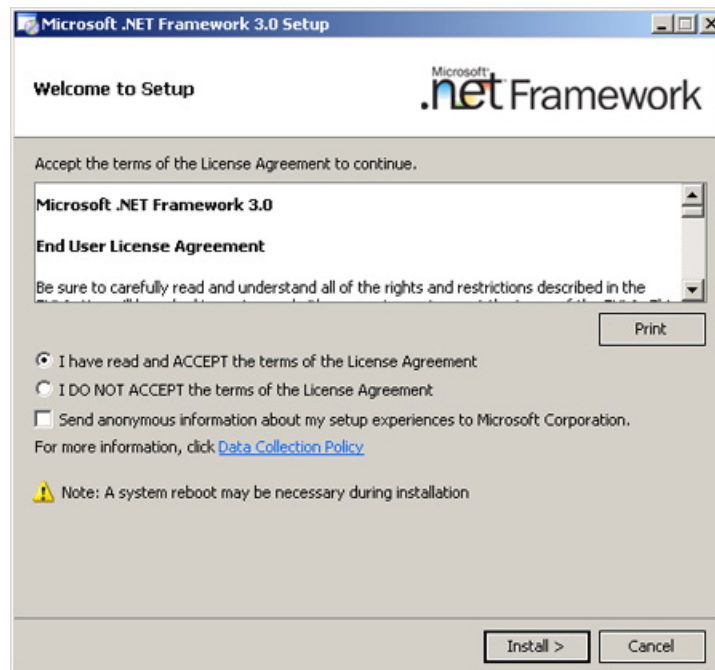 Microsoft .NET Framework 3.0 Setup
Welcome to Setup
Microsoft
.net Framework
Accept the terms of the License Agreement to continue.
Microsoft .NET Framework 3.0
End User License Agreement
Be sure to carefully read and understand all of the rights and restrictions described in the
Print
I have read and ACCEPT the terms of the License Agreement
I DO NOT ACCEPT the terms of the License Agreement
Send anonymous information about my setup experiences to Microsoft Corporation.
For more information, click Data Collection Policy
Note: A system reboot may be necessary during installation
Install >
Cancel